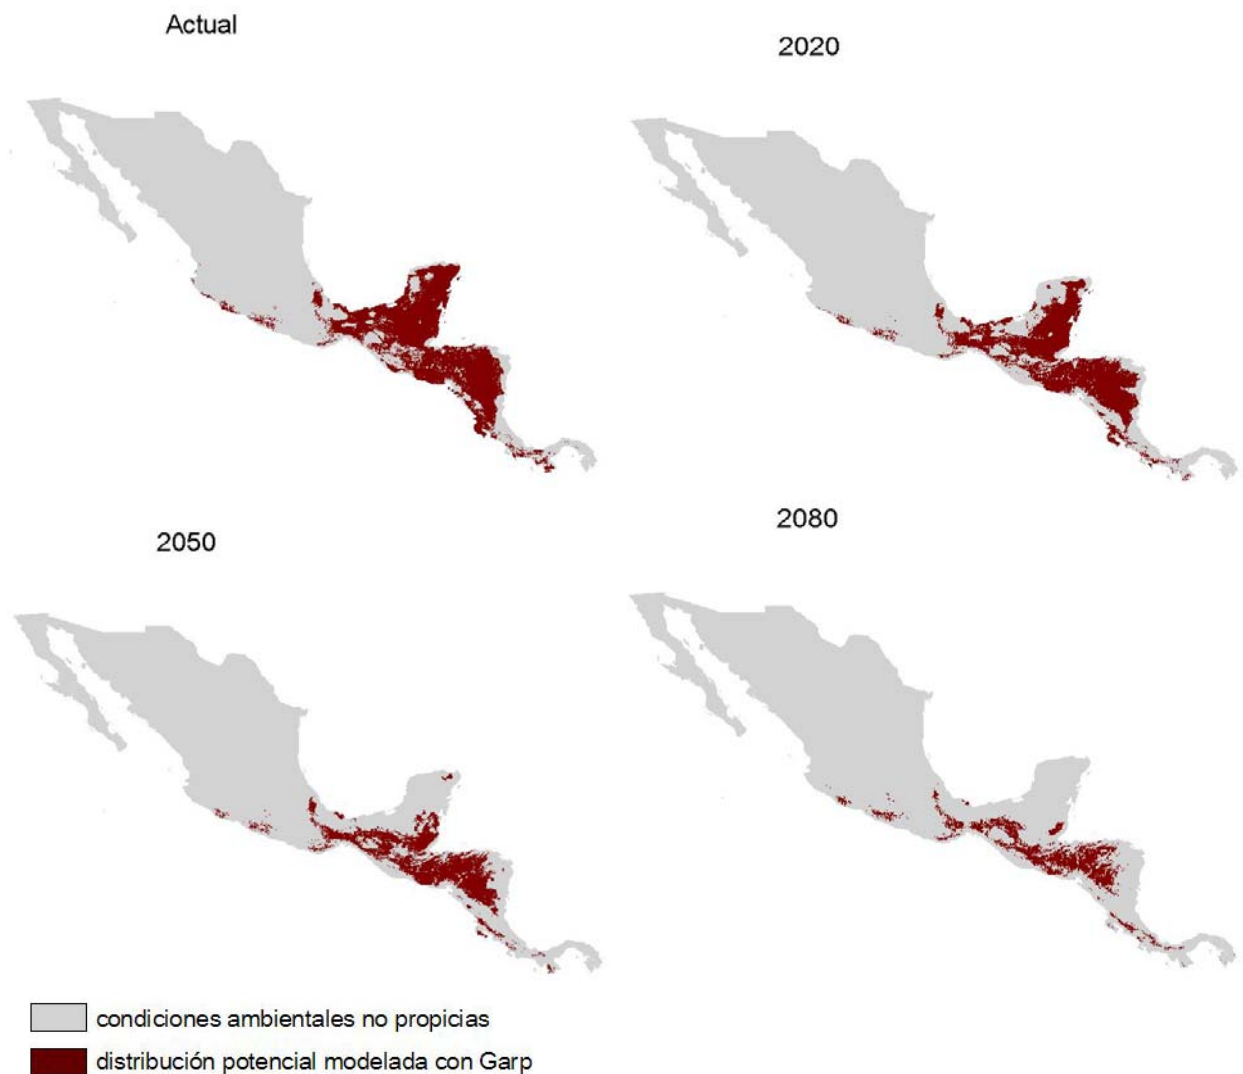 Actual
2020
2050
2080
condiciones ambientales no propicias
distribución potencial modelada con Garp